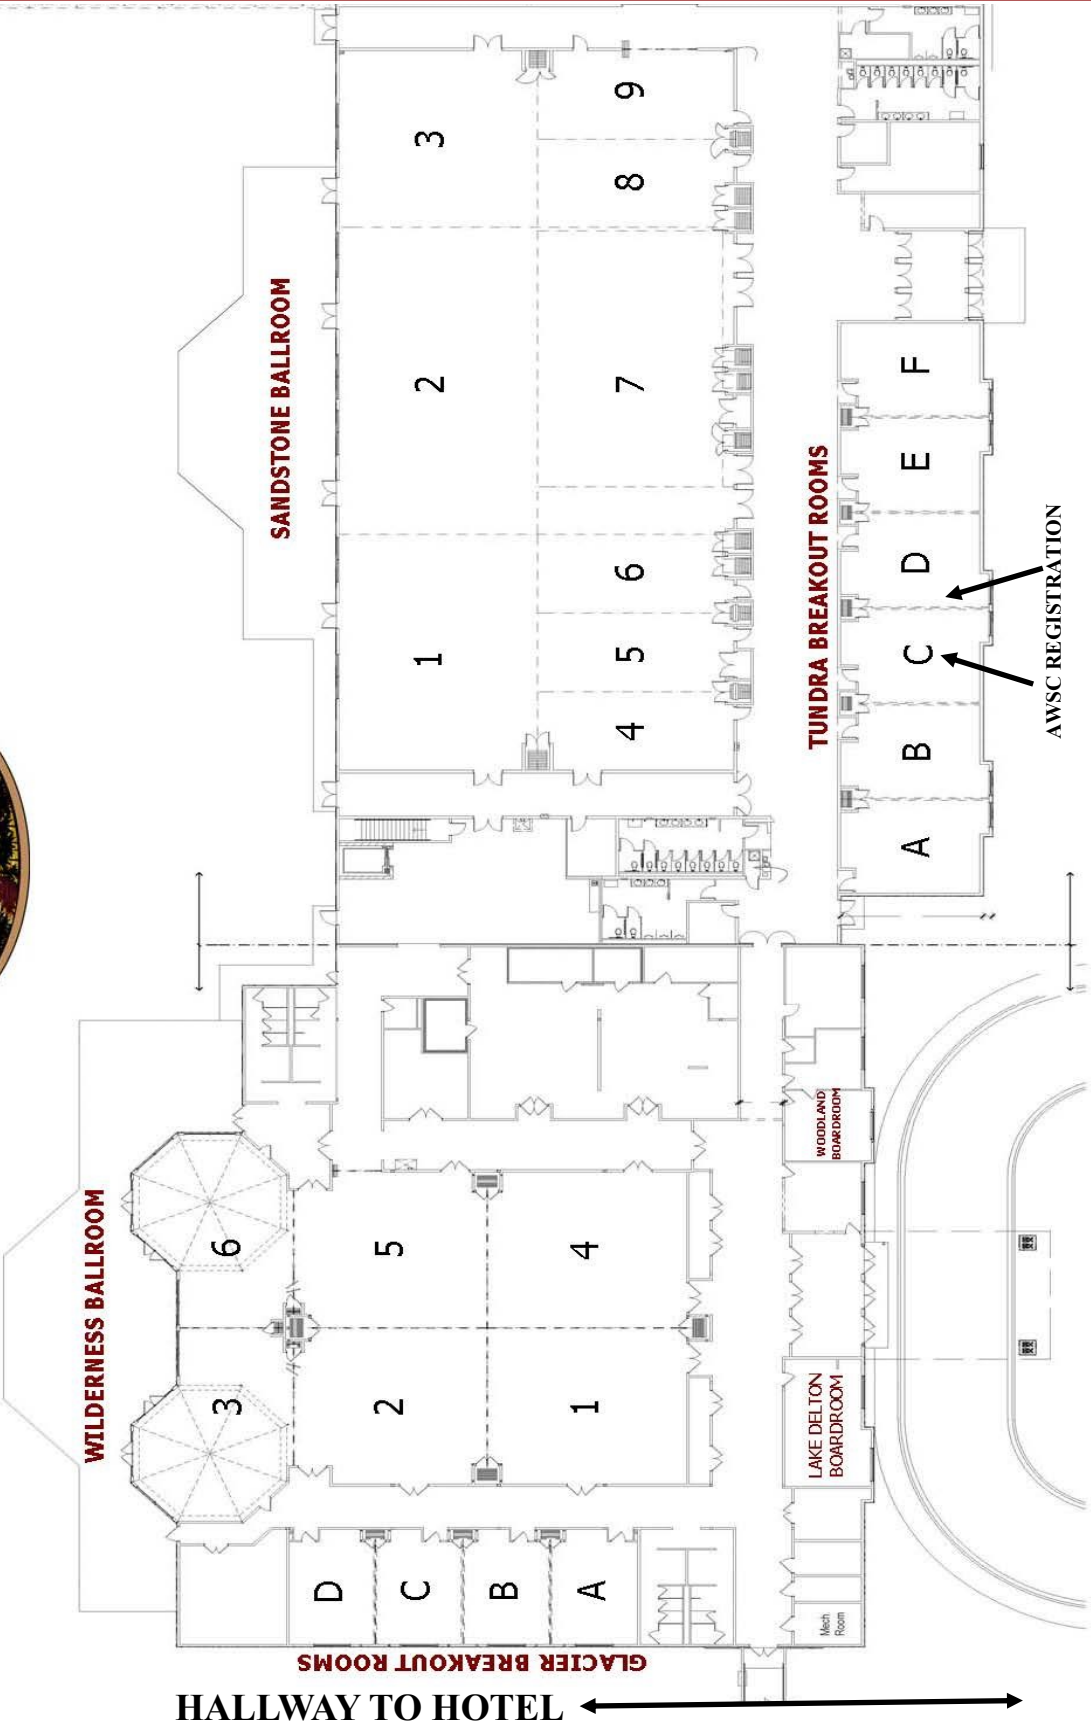 SANDSTONE BALLROOM
3
9
8
2
7
1
6
5
4
TUNDRA BREAKOUT ROOMS
F
E
D
C
B
A
AWSC REGISTRATION
WILDERNESS BALLROOM
6
5
4
3
2
1
WOODLAND
BOARDROOM
LAKE DELTON
BOARDROOM
D
C
B
A
Mech
Room
GLACIER BREAKOUT ROOMS
HALLWAY TO HOTEL